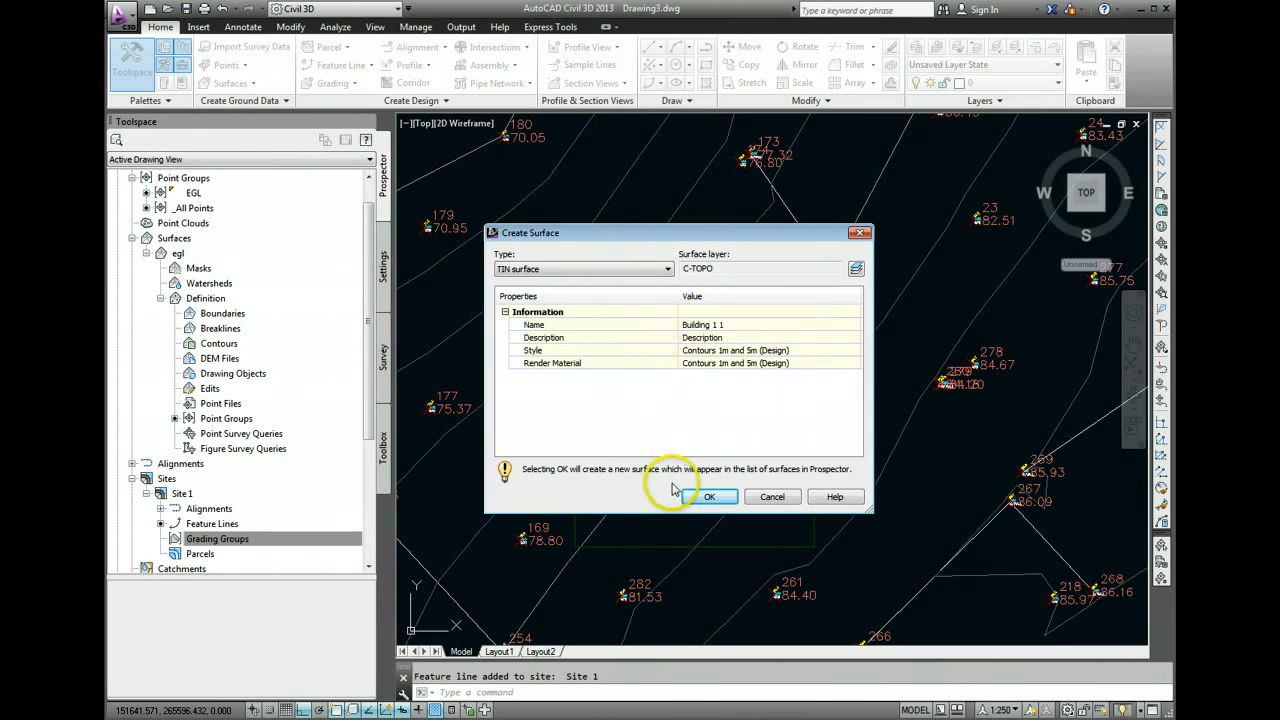 Civil 3D
AutoCAD Civil 3D 2013 Drawing3.dwg
Type a keyword or phrase
Sign In
Home Insert Annotate Modify Analyze View Manage Output Help Express Tools
Toolspace
Import Survey Data
Points
Surfaces
Parcel
Feature Line
Grading
Alignment
Profile
Corridor
Intersections
Assembly
Pipe Network
Profile View
Sample Lines
Section Views
Move
Copy
Stretch
Rotate
Mirror
Scale
Trim
Fillet
Array
Unsaved Layer State
0
Paste
Palettes
Create Ground Data
Create Design
Profile & Section Views
Draw
Modify
Layers
Clipboard
Toolspace
Active Drawing View
Point Groups
EGL
_All Points
Point Clouds
Surfaces
egl
Masks
Watersheds
Definition
Boundaries
Breaklines
Contours
DEM Files
Drawing Objects
Edits
Point Files
Point Groups
Point Survey Queries
Figure Survey Queries
Alignments
Sites
Site 1
Alignments
Feature Lines
Grading Groups
Parcels
Catchments
Prospector
Settings
Survey
Toolbox
[−][Top][2D Wireframe]
180
70.05
173
24
83.43
N
W TOP E
S
Unnamed
179
70.95
23
82.51
85.75
Create Surface
Type:
TIN surface
Surface layer:
C-TOPO
Properties Value
Information
Name Building 1 1
Description Description
Style Contours 1m and 5m (Design)
Render Material Contours 1m and 5m (Design)
Selecting OK will create a new surface which will appear in the list of surfaces in Prospector.
OK Cancel Help
278
84.67
177
75.37
269
85.93
267
86.09
169
78.80
282
81.53
261
84.40
218
85.97
268
86.16
254
266
Y
X
Model Layout1 Layout2
Feature line added to site: Site 1
Type a command
151641.571, 265596.432, 0.000
MODEL
1:250